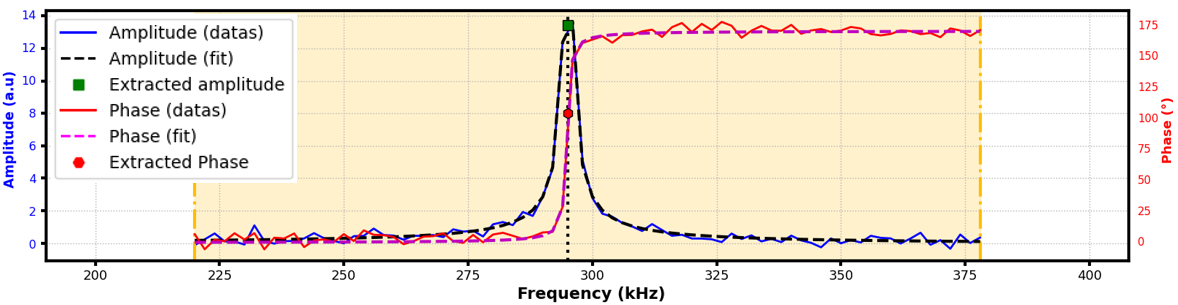 14
12
10
8
6
4
2
0
Amplitude (a.u)
Amplitude (datas)
Amplitude (fit)
Extracted amplitude
Phase (datas)
Phase (fit)
Extracted Phase
175
150
125
100
75
50
25
0
Phase (°)
200 225 250 275 300 325 350 375 400
Frequency (kHz)